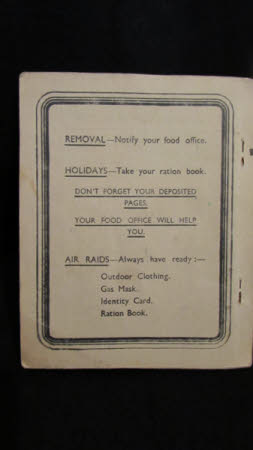 REMOVAL—Notify your food office.
HOLIDAYS—Take your ration book.
DON'T FORGET YOUR DEPOSITED
PAGES.
YOUR FOOD OFFICE WILL HELP
YOU.
AIR RAIDS—Always have ready :—
Outdoor Clothing.
Gas Mask.
Identity Card.
Ration Book.